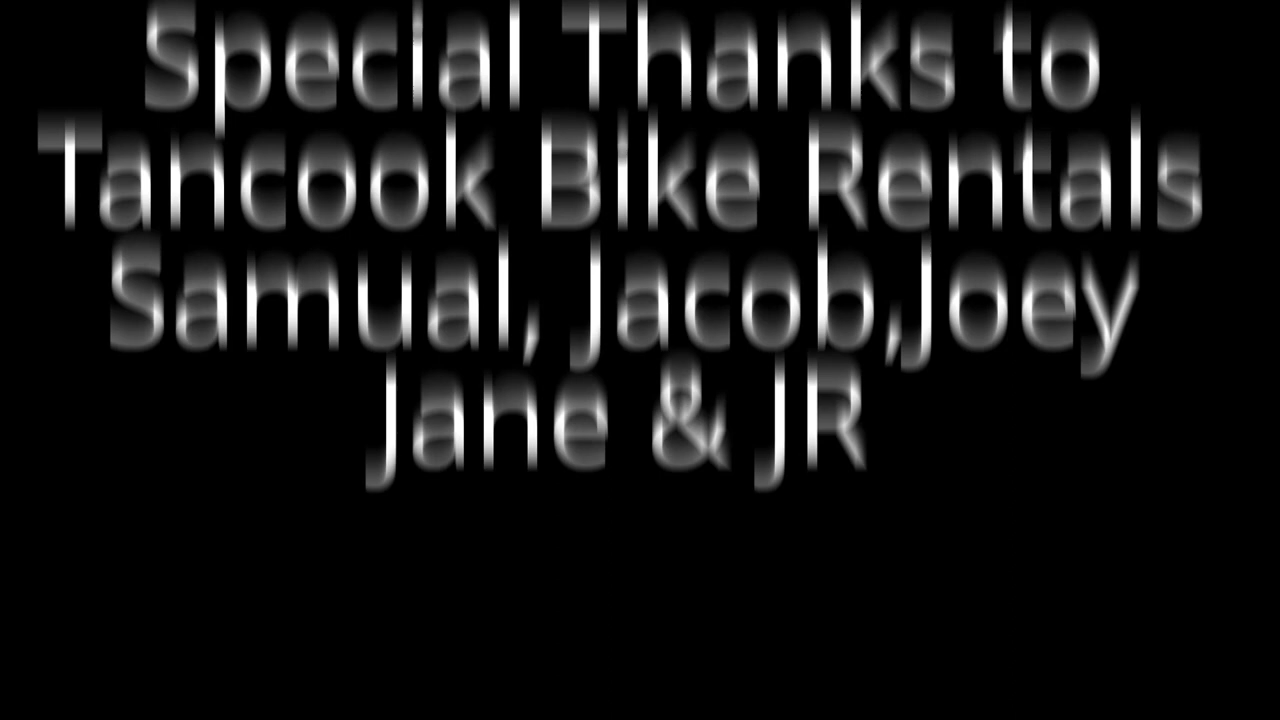 Special Thanks to
Tancook Bike Rentals
Samual, Jacob,Joey
Jane & JR